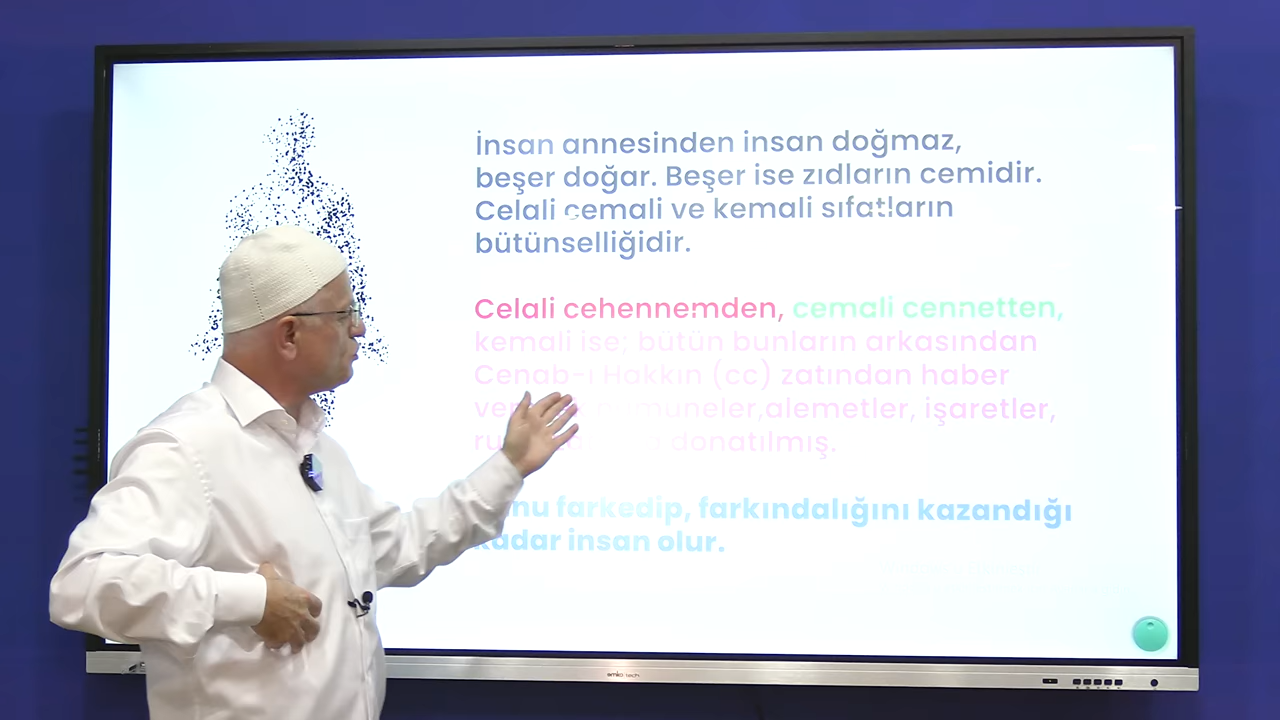 İnsan annesinden insan doğmaz,
beşer doğar. Beşer ise zıdların cemidir.
Celali cemali ve kemali sıfatların
bütünselliğidir.
Celali cehennemden, cemali cennetten,
kemali ise; bütün bunların arkasından
Cenab-ı Hakkın (cc) zatından haber
alemetler, işaretler,
donatılmış.
farkedip, farkındalığını kazandığı
kadar insan olur.